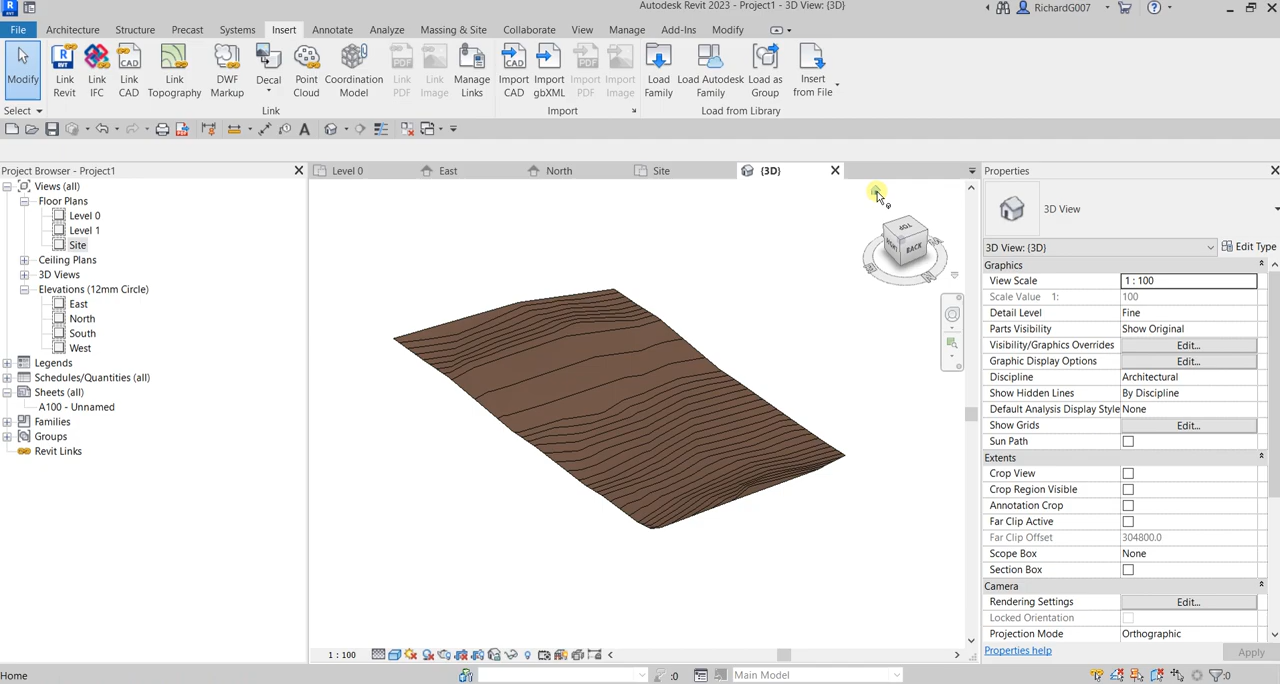 Autodesk Revit 2023 - Project1 - 3D View: {3D}
RichardG007
File Architecture Structure Precast Systems Insert Annotate Analyze Massing & Site Collaborate View Manage Add-Ins Modify
Modify
Link Revit
Link IFC
Link CAD
Link Topography
DWF Markup
Decal
Point Cloud
Coordination Model
Link PDF
Link Image
Manage Links
Import CAD
Import gbXML
Import PDF
Import Image
Load Family
Load Autodesk Family
Load as Group
Insert from File
Select Link Import Load from Library
Project Browser - Project1
Views (all)
Floor Plans
Level 0
Level 1
Site
Ceiling Plans
3D Views
Elevations (12mm Circle)
East
North
South
West
Legends
Schedules/Quantities (all)
Sheets (all)
A100 - Unnamed
Families
Groups
Revit Links
Level 0 East North Site {3D}
TOP
BACK
Properties
3D View
3D View: {3D} Edit Type
Graphics
View Scale 1 : 100
Scale Value 1: 100
Detail Level Fine
Parts Visibility Show Original
Visibility/Graphics Overrides Edit...
Graphic Display Options Edit...
Discipline Architectural
Show Hidden Lines By Discipline
Default Analysis Display Style None
Show Grids Edit...
Sun Path
Extents
Crop View
Crop Region Visible
Annotation Crop
Far Clip Active
Far Clip Offset 304800.0
Scope Box None
Section Box
Camera
Rendering Settings Edit...
Locked Orientation
Projection Mode Orthographic
Properties help Apply
1 : 100
Home :0 Main Model :0